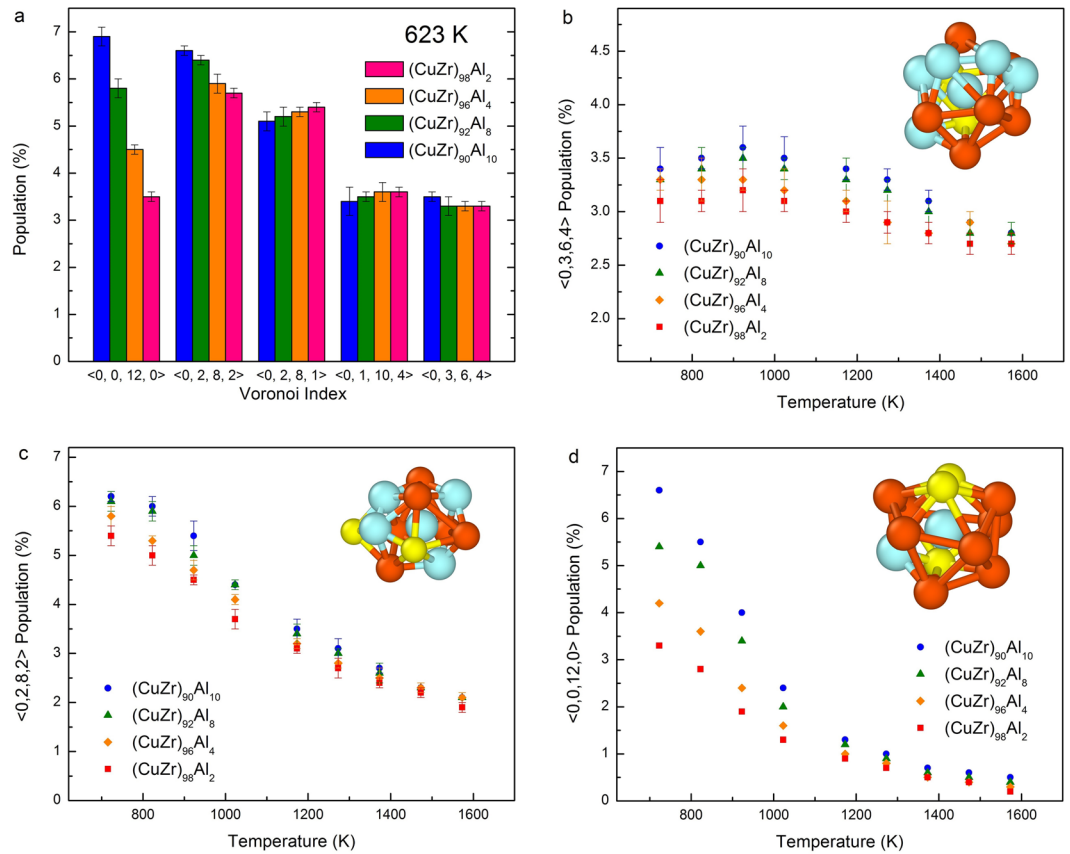 a
623 K
(CuZr)98Al2
(CuZr)96Al4
(CuZr)92Al8
(CuZr)90Al10
Population (%)
7
6
5
4
3
2
1
0
<0, 0, 12, 0> <0, 2, 8, 2> <0, 2, 8, 1> <0, 1, 10, 4> <0, 3, 6, 4>
Voronoi Index
b
<0,3,6,4> Population (%)
4.5
4.0
3.5
3.0
2.5
2.0
(CuZr)90Al10
(CuZr)92Al8
(CuZr)96Al4
(CuZr)98Al2
800 1000 1200 1400 1600
Temperature (K)
c
<0,2,8,2> Population (%)
7
6
5
4
3
2
1
0
(CuZr)90Al10
(CuZr)92Al8
(CuZr)96Al4
(CuZr)98Al2
800 1000 1200 1400 1600
Temperature (K)
d
<0,0,12,0> Population (%)
7
6
5
4
3
2
1
0
(CuZr)90Al10
(CuZr)92Al8
(CuZr)96Al4
(CuZr)98Al2
800 1000 1200 1400 1600
Temperature (K)